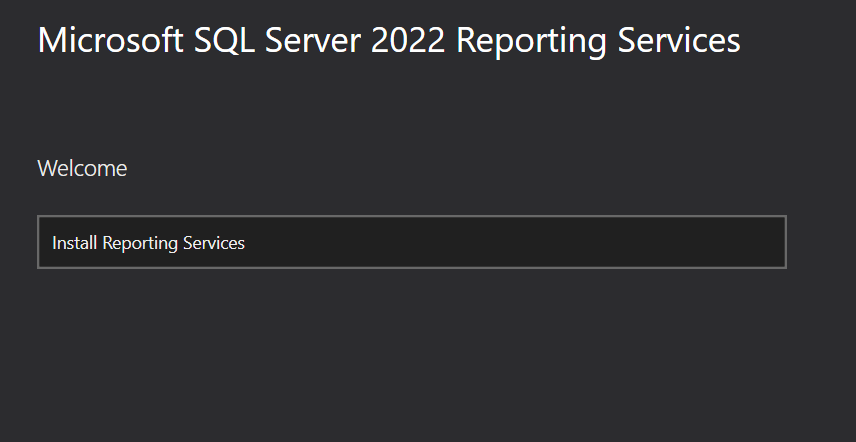 Microsoft SQL Server 2022 Reporting Services
Welcome
Install Reporting Services